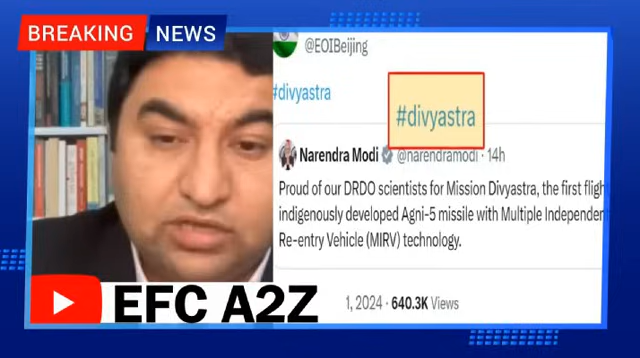 BREAKING NEWS
@EOIBeijing
#divyastra
#divyastra
Narendra Modi @narendramodi · 14h
Proud of our DRDO scientists for Mission Divyastra, the first fligh
indigenously developed Agni-5 missile with Multiple Independen
Re-entry Vehicle (MIRV) technology.
EFC A2Z
1, 2024 · 640.3K Views